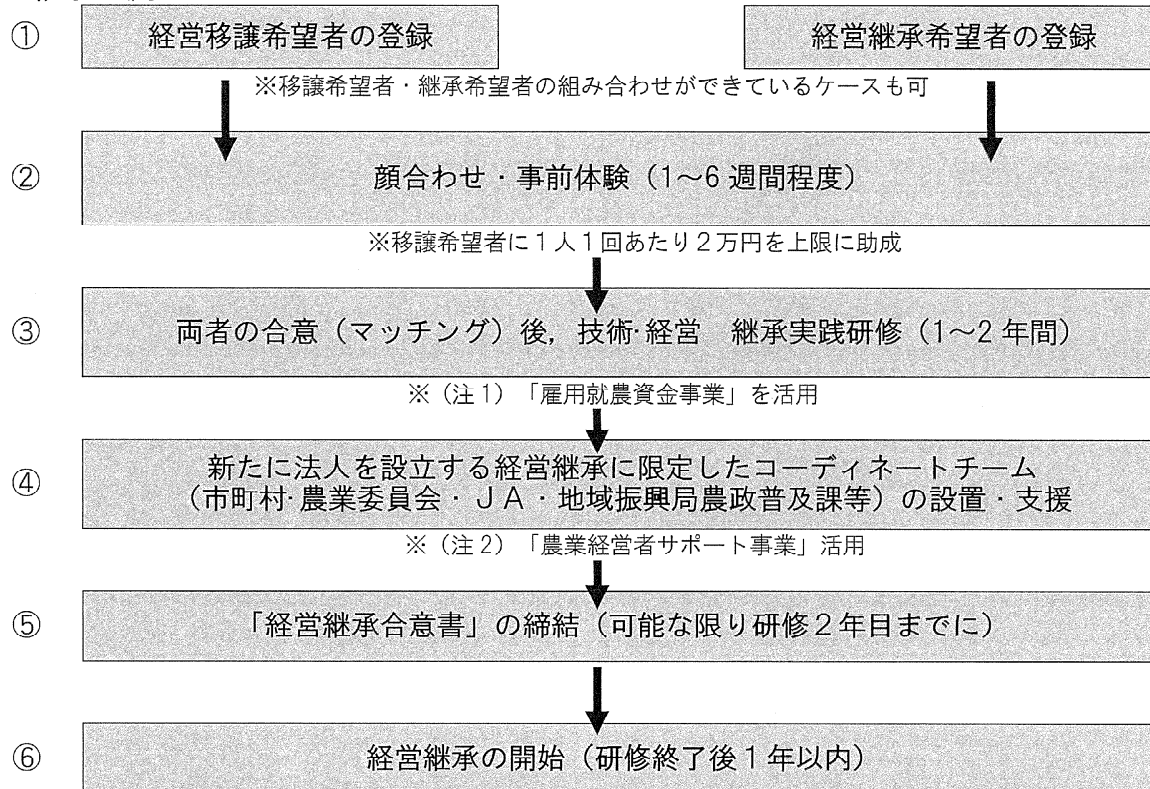 ① 経営移譲希望者の登録 経営継承希望者の登録
※移譲希望者・継承希望者の組み合わせができているケースも可
② 顔合わせ・事前体験（1～6週間程度）
※移譲希望者に1人1回あたり2万円を上限に助成
③ 両者の合意（マッチング）後，技術・経営　継承実践研修（1～2年間）
※（注1）「雇用就農資金事業」を活用
④ 新たに法人を設立する経営継承に限定したコーディネートチーム
（市町村・農業委員会・ＪＡ・地域振興局農政普及課等）の設置・支援
※（注2）「農業経営者サポート事業」活用
⑤ 「経営継承合意書」の締結（可能な限り研修２年目までに）
⑥ 経営継承の開始（研修終了後１年以内）